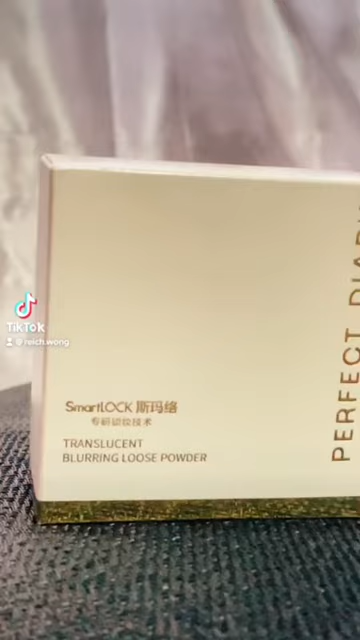 TikTok
@reich.wong
SmartLOCK 斯玛络
专研锁妆技术
TRANSLUCENT
BLURRING LOOSE POWDER
PERFECT